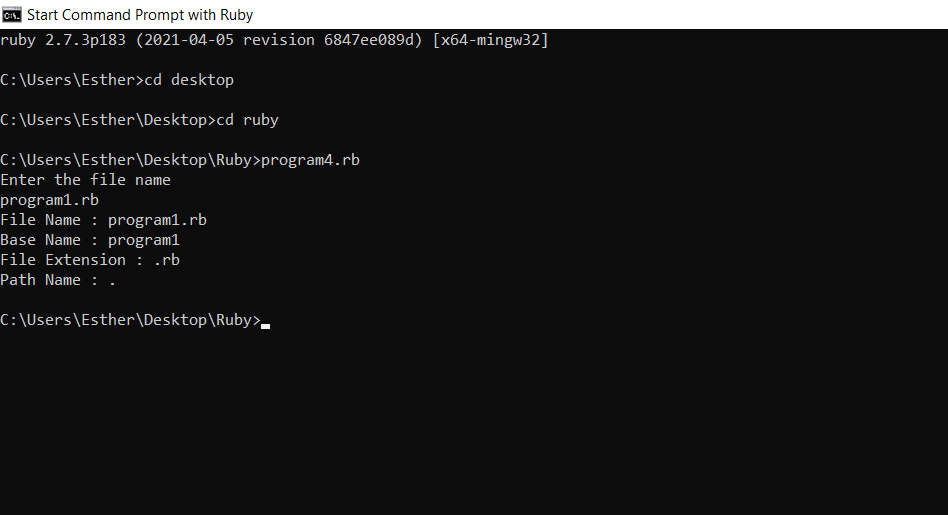 Start Command Prompt with Ruby
ruby 2.7.3p183 (2021-04-05 revision 6847ee089d) [x64-mingw32]
C:\Users\Esther>cd desktop
C:\Users\Esther\Desktop>cd ruby
C:\Users\Esther\Desktop\Ruby>program4.rb
Enter the file name
program1.rb
File Name : program1.rb
Base Name : program1
File Extension : .rb
Path Name : .
C:\Users\Esther\Desktop\Ruby>